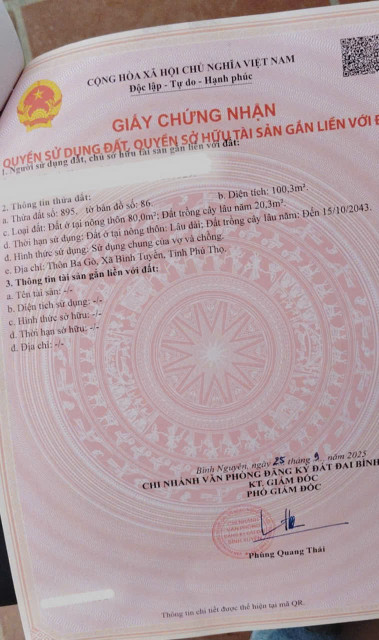 CỘNG HÒA XÃ HỘI CHỦ NGHĨA VIỆT NAM
Độc lập - Tự do - Hạnh phúc
GIẤY CHỨNG NHẬN
QUYỀN SỬ DỤNG ĐẤT, QUYỀN SỞ HỮU TÀI SẢN GẮN LIỀN VỚI Đ
1. Người sử dụng đất, chủ sở hữu tài sản gắn liền với đất:
2. Thông tin thửa đất:
a. Thửa đất số: 895, tờ bản đồ số: 86. b. Diện tích: 100,3m².
c. Loại đất: Đất ở tại nông thôn 80,0m²; Đất trồng cây lâu năm 20,3m².
d. Thời hạn sử dụng: Đất ở tại nông thôn: Lâu dài; Đất trồng cây lâu năm: Đến 15/10/2043.
đ. Hình thức sử dụng: Sử dụng chung của vợ và chồng.
e. Địa chỉ: Thôn Ba Gò, Xã Bình Tuyền, Tỉnh Phú Thọ.
3. Thông tin tài sản gắn liền với đất:
a. Tên tài sản: -/-
b. Diện tích sử dụng: -/-
c. Hình thức sở hữu: -/-
d. Thời hạn sở hữu: -/-
đ. Địa chỉ: -/-
Bình Nguyên, ngày 25 tháng 9 năm 2025
CHI NHÁNH VĂN PHÒNG ĐĂNG KÝ ĐẤT ĐAI BÌNH
KT. GIÁM ĐỐC
PHÓ GIÁM ĐỐC
CHI NHÁNH
VĂN PHÒNG
Phùng Quang Thái
Thông tin chi tiết được thể hiện tại mã QR.